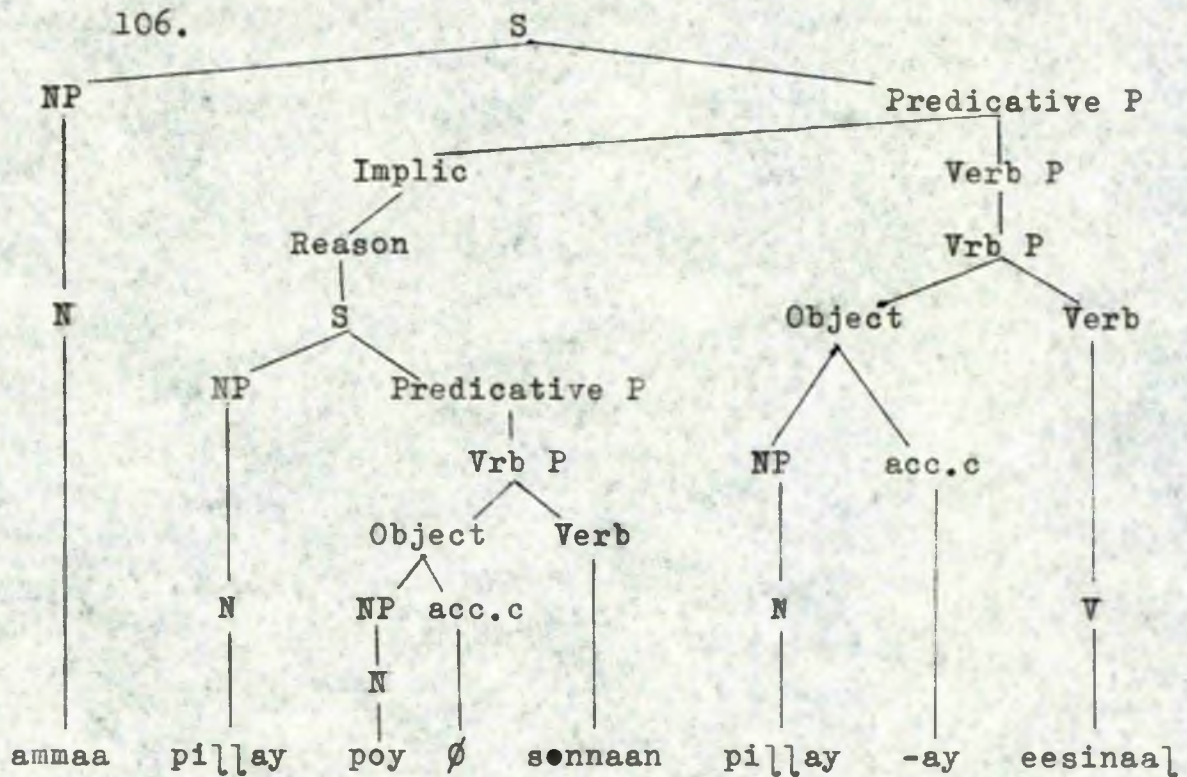 106.
S
NP Predicative P
Implic Verb P
Reason Vrb P
N S Object Verb
NP Predicative P
Vrb P NP acc.c
Object Verb
N NP acc.c N V
N
ammaa piḷḷay poy Ø sonnaan piḷḷay -ay eesinaaḷ